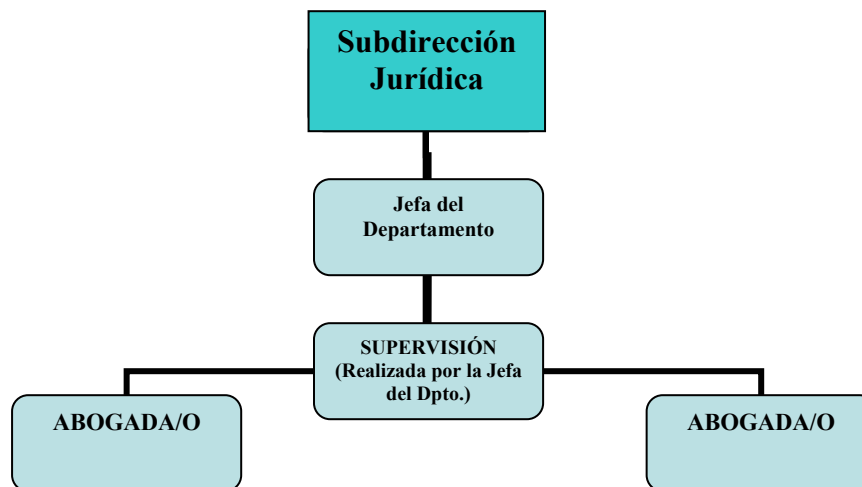 Subdirección
Jurídica
Jefa del
Departamento
SUPERVISIÓN
(Realizada por la Jefa
del Dpto.)
ABOGADA/O
ABOGADA/O